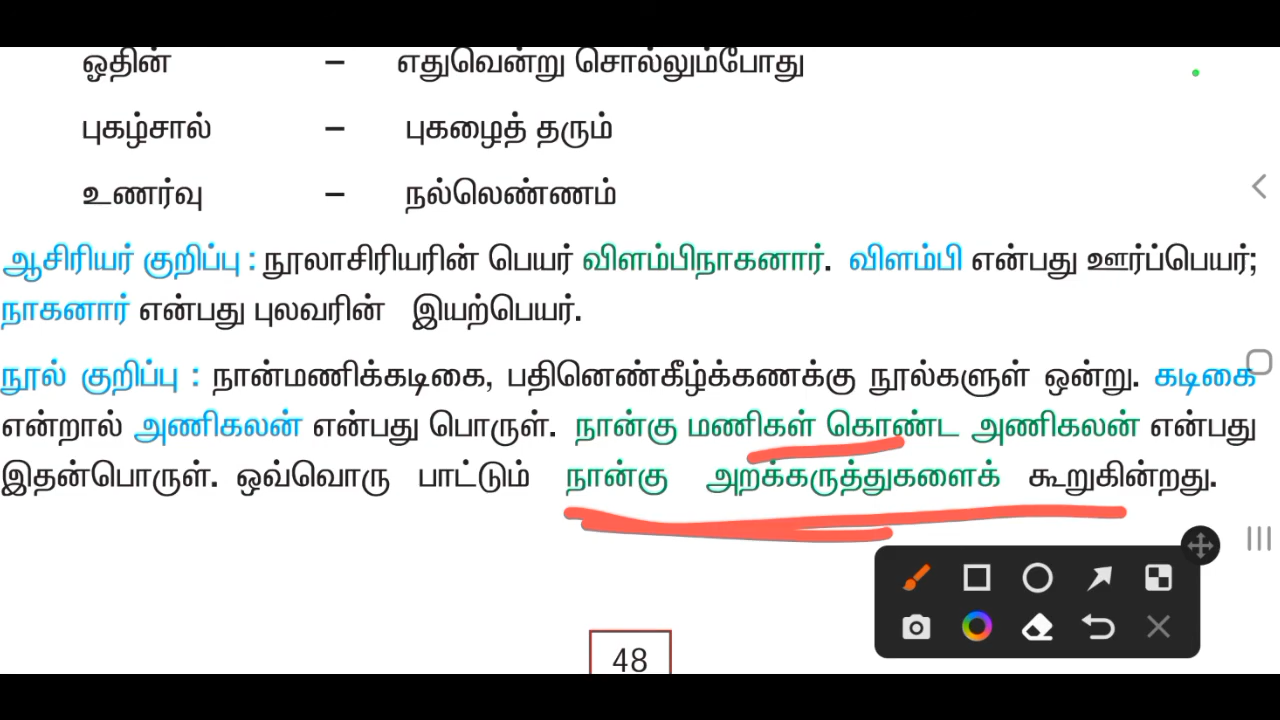 ஓதின் – எதுவென்று சொல்லும்போது
புகழ்சால் – புகழைத் தரும்
உணர்வு – நல்லெண்ணம்
ஆசிரியர் குறிப்பு : நூலாசிரியரின் பெயர் விளம்பிநாகனார். விளம்பி என்பது ஊர்ப்பெயர்;
நாகனார் என்பது புலவரின் இயற்பெயர்.
நூல் குறிப்பு : நான்மணிக்கடிகை, பதினெண்கீழ்க்கணக்கு நூல்களுள் ஒன்று. கடிகை
என்றால் அணிகலன் என்பது பொருள். நான்கு மணிகள் கொண்ட அணிகலன் என்பது
இதன்பொருள். ஒவ்வொரு பாட்டும் நான்கு அறக்கருத்துகளைக் கூறுகின்றது.
48